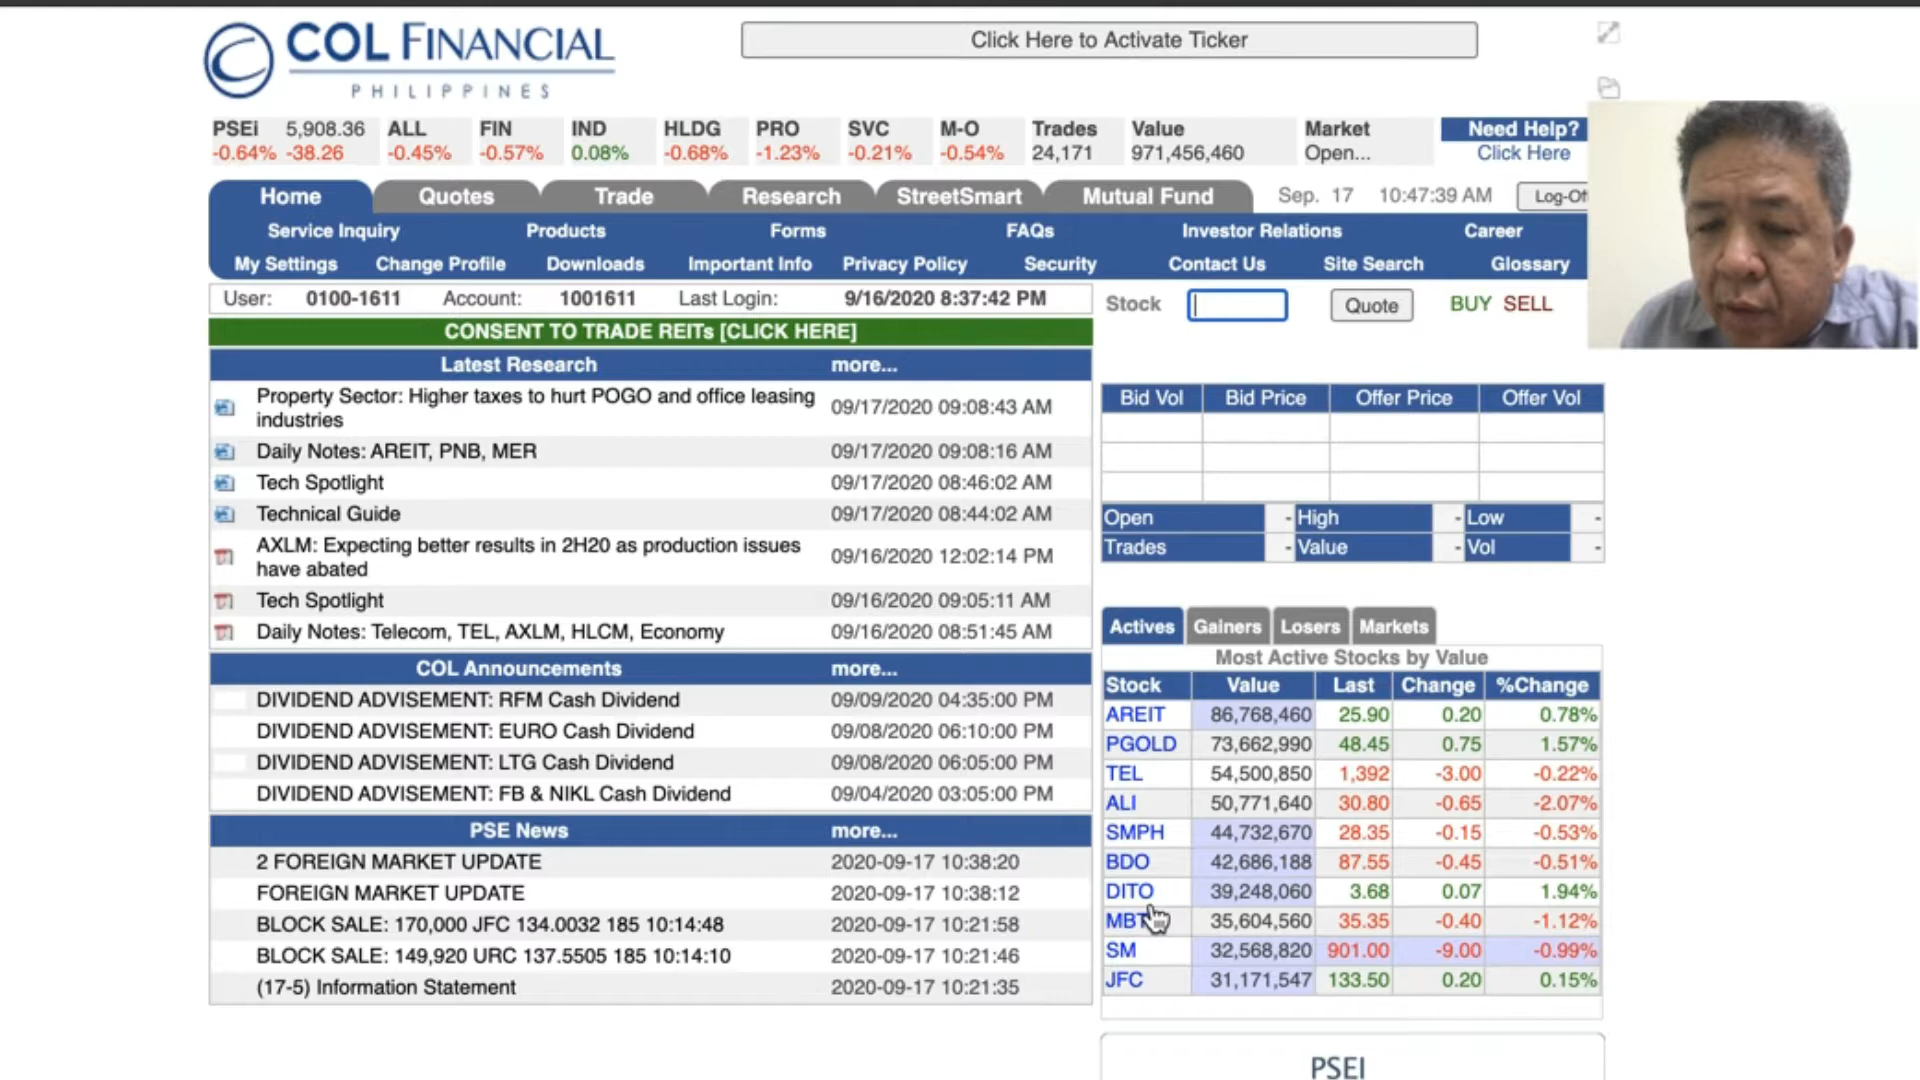 COL FINANCIAL
PHILIPPINES
Click Here to Activate Ticker
PSEi 5,908.36 ALL FIN IND HLDG PRO SVC M-O Trades Value Market Need Help?
-0.64% -38.26 -0.45% -0.57% 0.08% -0.68% -1.23% -0.21% -0.54% 24,171 971,456,460 Open... Click Here
Home Quotes Trade Research StreetSmart Mutual Fund Sep. 17 10:47:39 AM Log-Of
Service Inquiry Products Forms FAQs Investor Relations Career
My Settings Change Profile Downloads Important Info Privacy Policy Security Contact Us Site Search Glossary
User: 0100-1611 Account: 1001611 Last Login: 9/16/2020 8:37:42 PM
Stock Quote BUY SELL
CONSENT TO TRADE REITs [CLICK HERE]
Latest Research more...
Property Sector: Higher taxes to hurt POGO and office leasing
industries 09/17/2020 09:08:43 AM
Daily Notes: AREIT, PNB, MER 09/17/2020 09:08:16 AM
Tech Spotlight 09/17/2020 08:46:02 AM
Technical Guide 09/17/2020 08:44:02 AM
AXLM: Expecting better results in 2H20 as production issues
have abated 09/16/2020 12:02:14 PM
Tech Spotlight 09/16/2020 09:05:11 AM
Daily Notes: Telecom, TEL, AXLM, HLCM, Economy 09/16/2020 08:51:45 AM
COL Announcements more...
DIVIDEND ADVISEMENT: RFM Cash Dividend 09/09/2020 04:35:00 PM
DIVIDEND ADVISEMENT: EURO Cash Dividend 09/08/2020 06:10:00 PM
DIVIDEND ADVISEMENT: LTG Cash Dividend 09/08/2020 06:05:00 PM
DIVIDEND ADVISEMENT: FB & NIKL Cash Dividend 09/04/2020 03:05:00 PM
PSE News more...
2 FOREIGN MARKET UPDATE 2020-09-17 10:38:20
FOREIGN MARKET UPDATE 2020-09-17 10:38:12
BLOCK SALE: 170,000 JFC 134.0032 185 10:14:48 2020-09-17 10:21:58
BLOCK SALE: 149,920 URC 137.5505 185 10:14:10 2020-09-17 10:21:46
(17-5) Information Statement 2020-09-17 10:21:35
Bid Vol Bid Price Offer Price Offer Vol
Open - High - Low -
Trades - Value - Vol -
Actives Gainers Losers Markets
Most Active Stocks by Value
Stock Value Last Change %Change
AREIT 86,768,460 25.90 0.20 0.78%
PGOLD 73,662,990 48.45 0.75 1.57%
TEL 54,500,850 1,392 -3.00 -0.22%
ALI 50,771,640 30.80 -0.65 -2.07%
SMPH 44,732,670 28.35 -0.15 -0.53%
BDO 42,686,188 87.55 -0.45 -0.51%
DITO 39,248,060 3.68 0.07 1.94%
MBT 35,604,560 35.35 -0.40 -1.12%
SM 32,568,820 901.00 -9.00 -0.99%
JFC 31,171,547 133.50 0.20 0.15%
PSEI